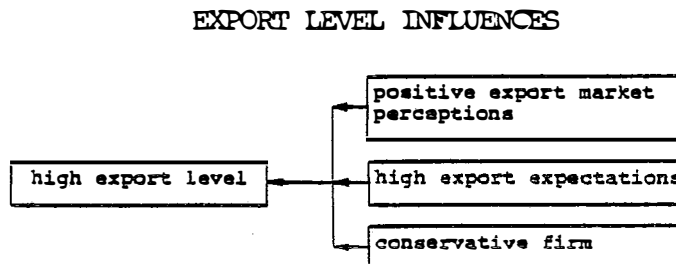 EXPORT LEVEL INFLUENCES
positive export market
perceptions
high export level
high export expectations
conservative firm